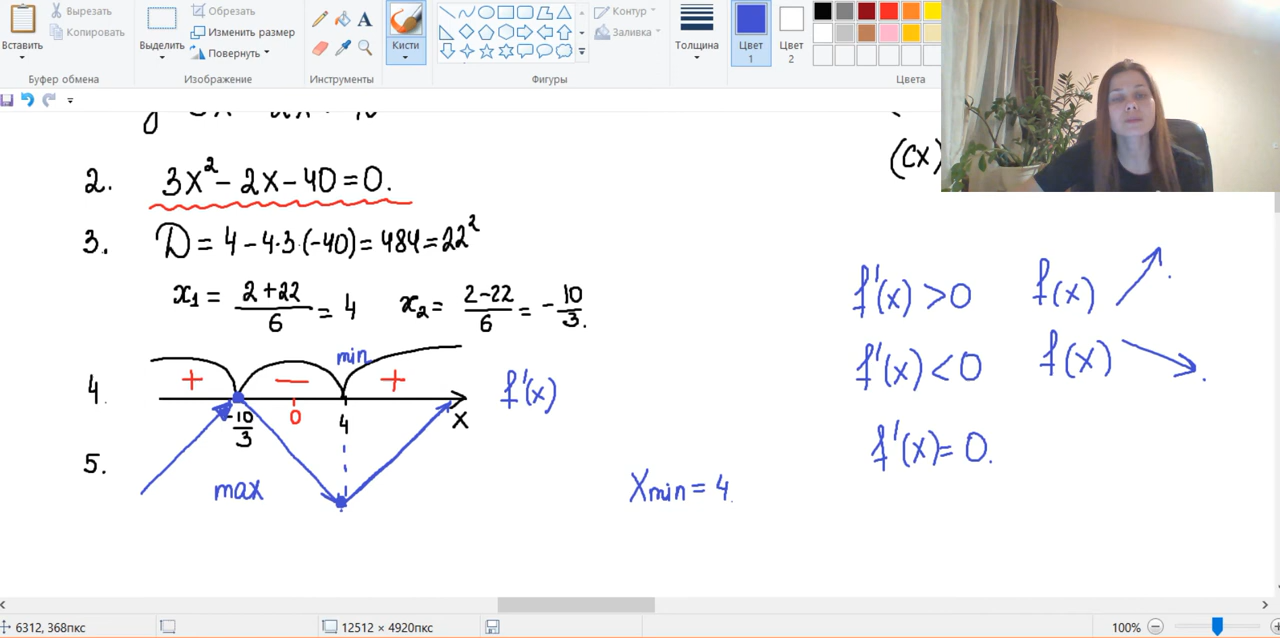 Вставить
Выделить
Вырезать
Копировать
Обрезать
Изменить размер
Повернуть
Кисти
Контур
Заливка
Толщина
Цвет 1
Цвет 2
Буфер обмена
Изображение
Инструменты
Фигуры
Цвета
2. 3x² - 2x - 40 = 0.
(cx)
3. D = 4 - 4·3·(-40) = 484 = 22²
x₁ = (2+22)/6 = 4 x₂ = (2-22)/6 = -10/3.
f'(x) > 0 f(x) ↗.
f'(x) < 0 f(x) ↘.
f'(x) = 0.
min
4. + − + f'(x)
-10/3 0 4 x
5. max
Xmin = 4.
6312, 368пкс
12512 × 4920пкс
100%